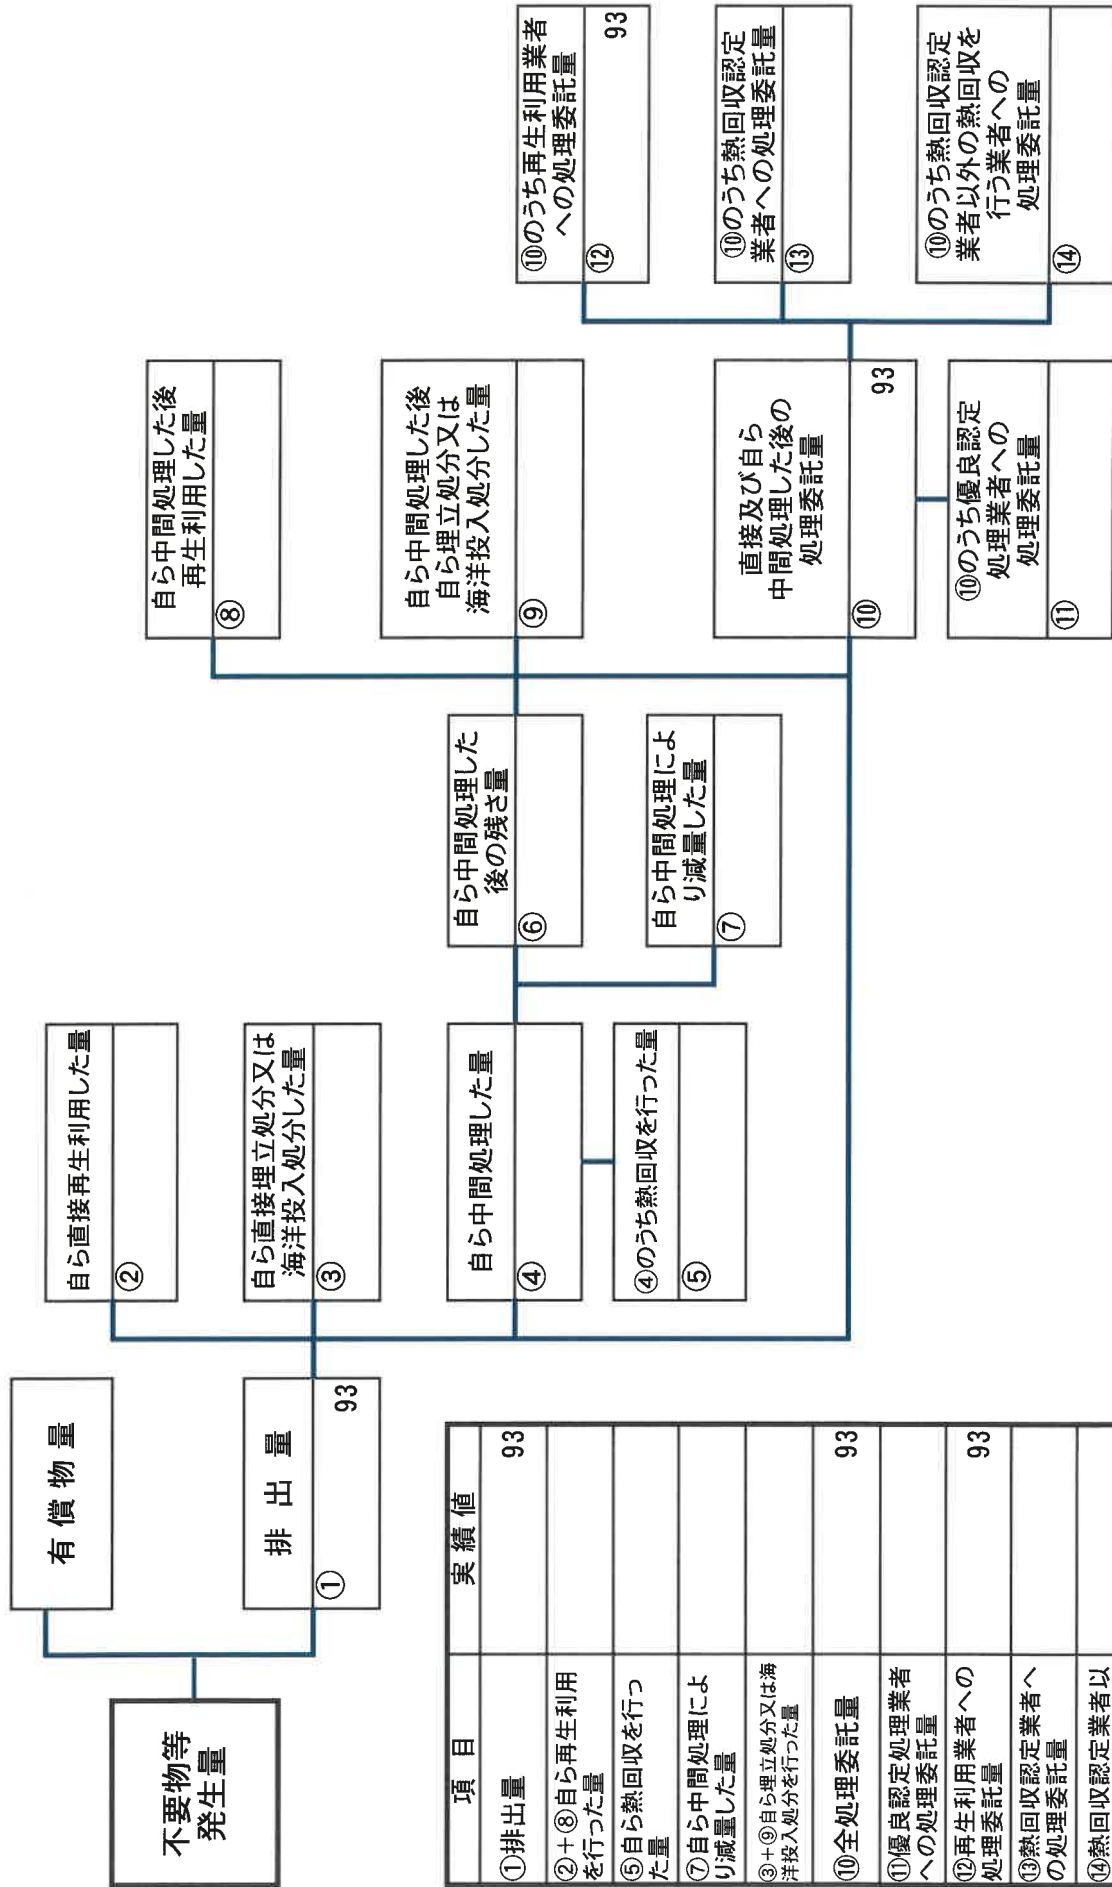 不要物等
発生量
有償物量
排出量
①
93
自ら直接再生利用した量
②
自ら直接埋立処分又は
海洋投入処分した量
③
自ら中間処理した量
④
④のうち熱回収を行った量
⑤
自ら中間処理した
後の残さ量
⑥
自ら中間処理によ
り減量した量
⑦
自ら中間処理した後
再生利用した量
⑧
自ら中間処理した後
自ら埋立処分又は
海洋投入処分した量
⑨
直接及び自ら
中間処理した後の
処理委託量
⑩
93
⑩のうち優良認定
処理業者への
処理委託量
⑪
⑩のうち再生利用業者
への処理委託量
⑫
93
⑩のうち熱回収認定
業者への処理委託量
⑬
⑩のうち熱回収認定
業者以外の熱回収を
行う業者への
処理委託量
⑭
項目 実績値
①排出量 93
②+⑧自ら再生利用
を行った量
⑤自ら熱回収を行っ
た量
⑦自ら中間処理によ
り減量した量
③+⑨自ら埋立処分又は海
洋投入処分を行った量
⑩全処理委託量 93
⑪優良認定処理業者
への処理委託量
⑫再生利用業者への
処理委託量 93
⑬熱回収認定業者へ
の処理委託量
⑭熱回収認定業者以